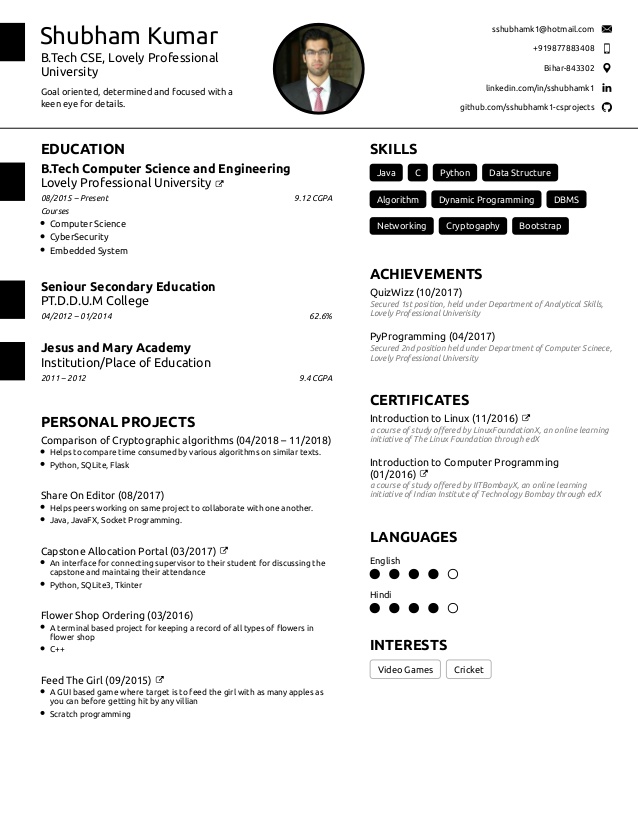 Shubham Kumar
B.Tech CSE, Lovely Professional
University
Goal oriented, determined and focused with a
keen eye for details.
sshubhamk1@hotmail.com
+919877883408
Bihar-843302
linkedin.com/in/sshubhamk1
github.com/sshubhamk1-csprojects
EDUCATION
B.Tech Computer Science and Engineering
Lovely Professional University
08/2015 – Present 9.12 CGPA
Courses
• Computer Science
• CyberSecurity
• Embedded System
Seniour Secondary Education
PT.D.D.U.M College
04/2012 – 01/2014 62.6%
Jesus and Mary Academy
Institution/Place of Education
2011 – 2012 9.4 CGPA
PERSONAL PROJECTS
Comparison of Cryptographic algorithms (04/2018 – 11/2018)
• Helps to compare time consumed by various algorithms on similar texts.
• Python, SQLite, Flask
Share On Editor (08/2017)
• Helps peers working on same project to collaborate with one another.
• Java, JavaFX, Socket Programming.
Capstone Allocation Portal (03/2017)
• An interface for connecting supervisor to their student for discussing the
capstone and maintaing their attendance
• Python, SQLite3, Tkinter
Flower Shop Ordering (03/2016)
• A terminal based project for keeping a record of all types of flowers in
flower shop
• C++
Feed The Girl (09/2015)
• A GUI based game where target is to feed the girl with as many apples as
you can before getting hit by any villian
• Scratch programming
SKILLS
Java C Python Data Structure
Algorithm Dynamic Programming DBMS
Networking Cryptogaphy Bootstrap
ACHIEVEMENTS
QuizWizz (10/2017)
Secured 1st position, held under Department of Analytical Skills,
Lovely Professional Univerisity
PyProgramming (04/2017)
Secured 2nd position held under Department of Computer Scinece,
Lovely Professional University
CERTIFICATES
Introduction to Linux (11/2016)
a course of study offered by LinuxFoundationX, an online learning
initiative of The Linux Foundation through edX
Introduction to Computer Programming
(01/2016)
a course of study offered by IITBombayX, an online learning
initiative of Indian Institute of Technology Bombay through edX
LANGUAGES
English
Hindi
INTERESTS
Video Games Cricket